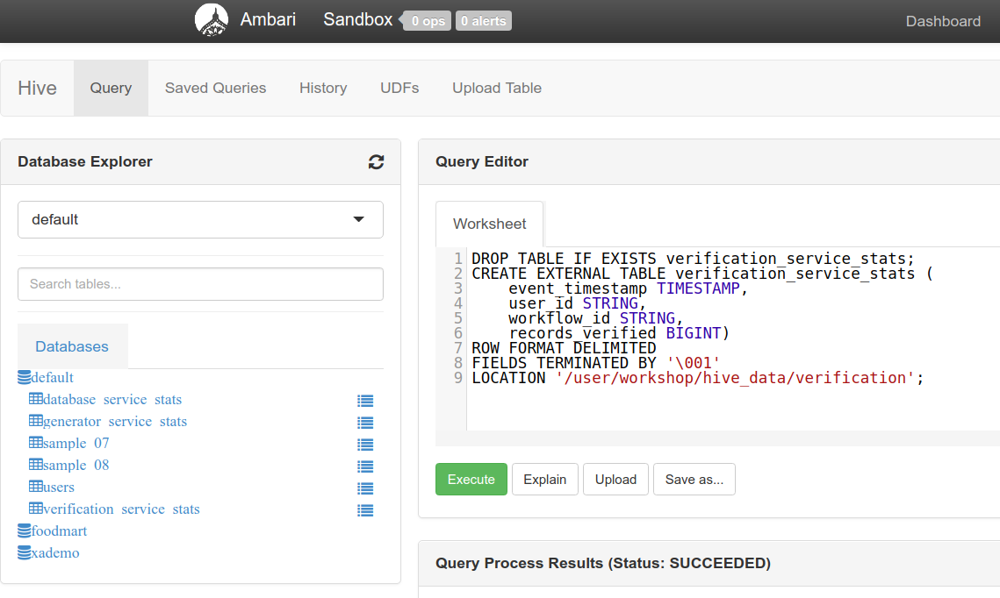 Ambari Sandbox 0 ops 0 alerts Dashboard
Hive Query Saved Queries History UDFs Upload Table
Database Explorer
default
Search tables...
Databases
default
database_service_stats
generator_service_stats
sample_07
sample_08
users
verification_service_stats
foodmart
xademo
Query Editor
Worksheet
1 DROP TABLE IF EXISTS verification_service_stats;
2 CREATE EXTERNAL TABLE verification_service_stats (
3 event_timestamp TIMESTAMP,
4 user_id STRING,
5 workflow_id STRING,
6 records_verified BIGINT)
7 ROW FORMAT DELIMITED
8 FIELDS TERMINATED BY '\001'
9 LOCATION '/user/workshop/hive_data/verification';
Execute Explain Upload Save as...
Query Process Results (Status: SUCCEEDED)